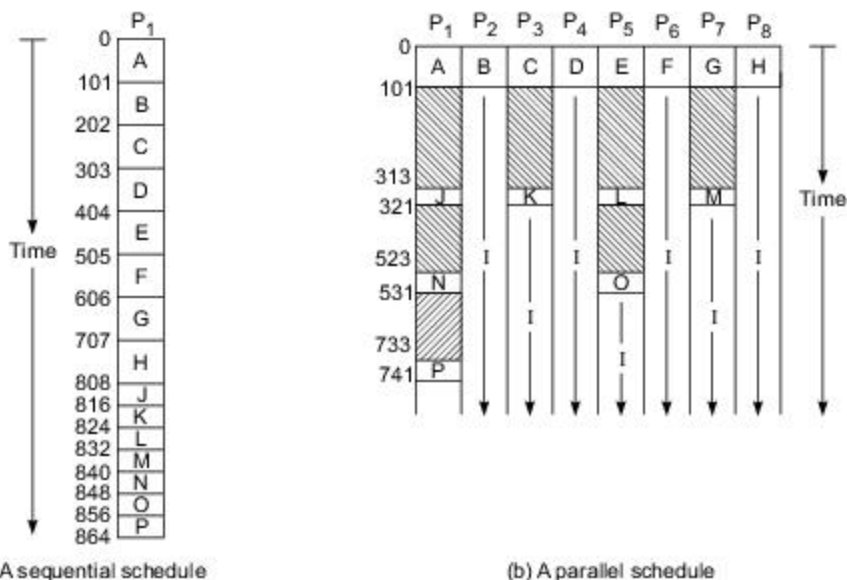 P1
0
A
101
B
202
C
303
D
404
E
505
F
606
G
707
H
808
J
816
K
824
L
832
M
840
N
848
O
856
P
864
Time
A sequential schedule
P1 P2 P3 P4 P5 P6 P7 P8
0
A B C D E F G H
101
313
J K L M
321
523
I I I I
N O
531
I I
I
733
P
741
Time
(b) A parallel schedule